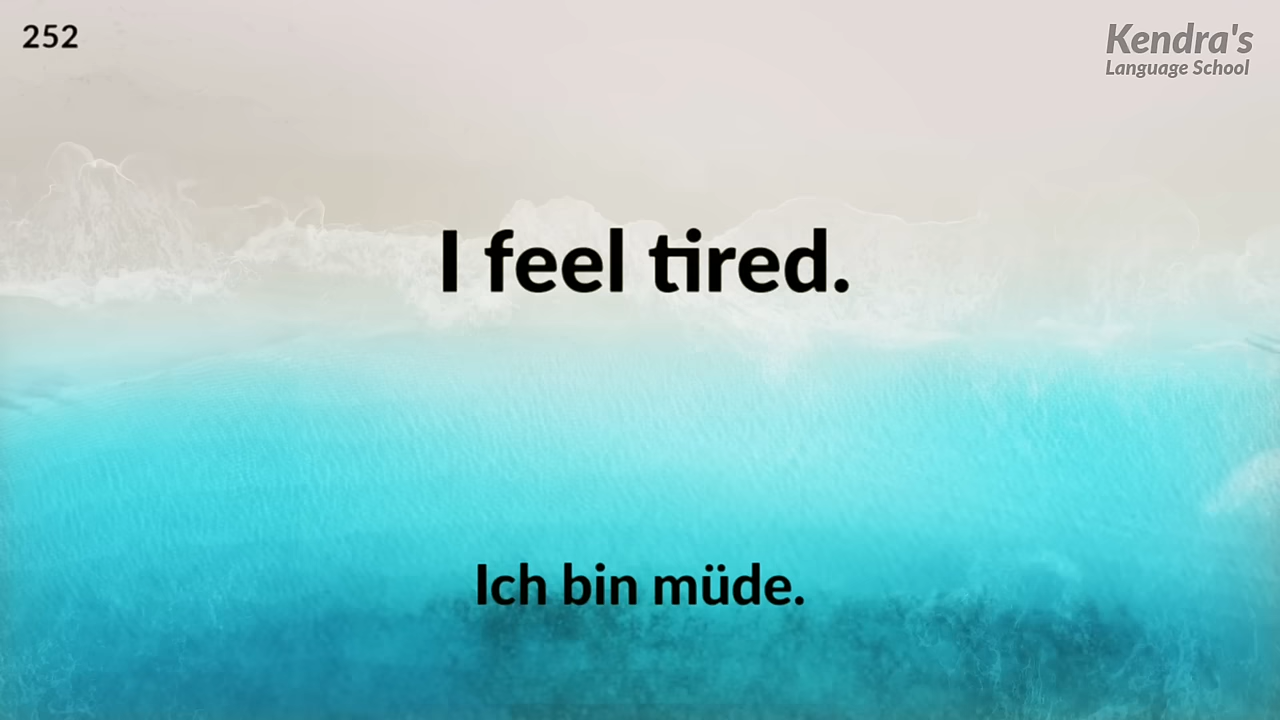 252
Kendra's
Language School
I feel tired.
Ich bin müde.